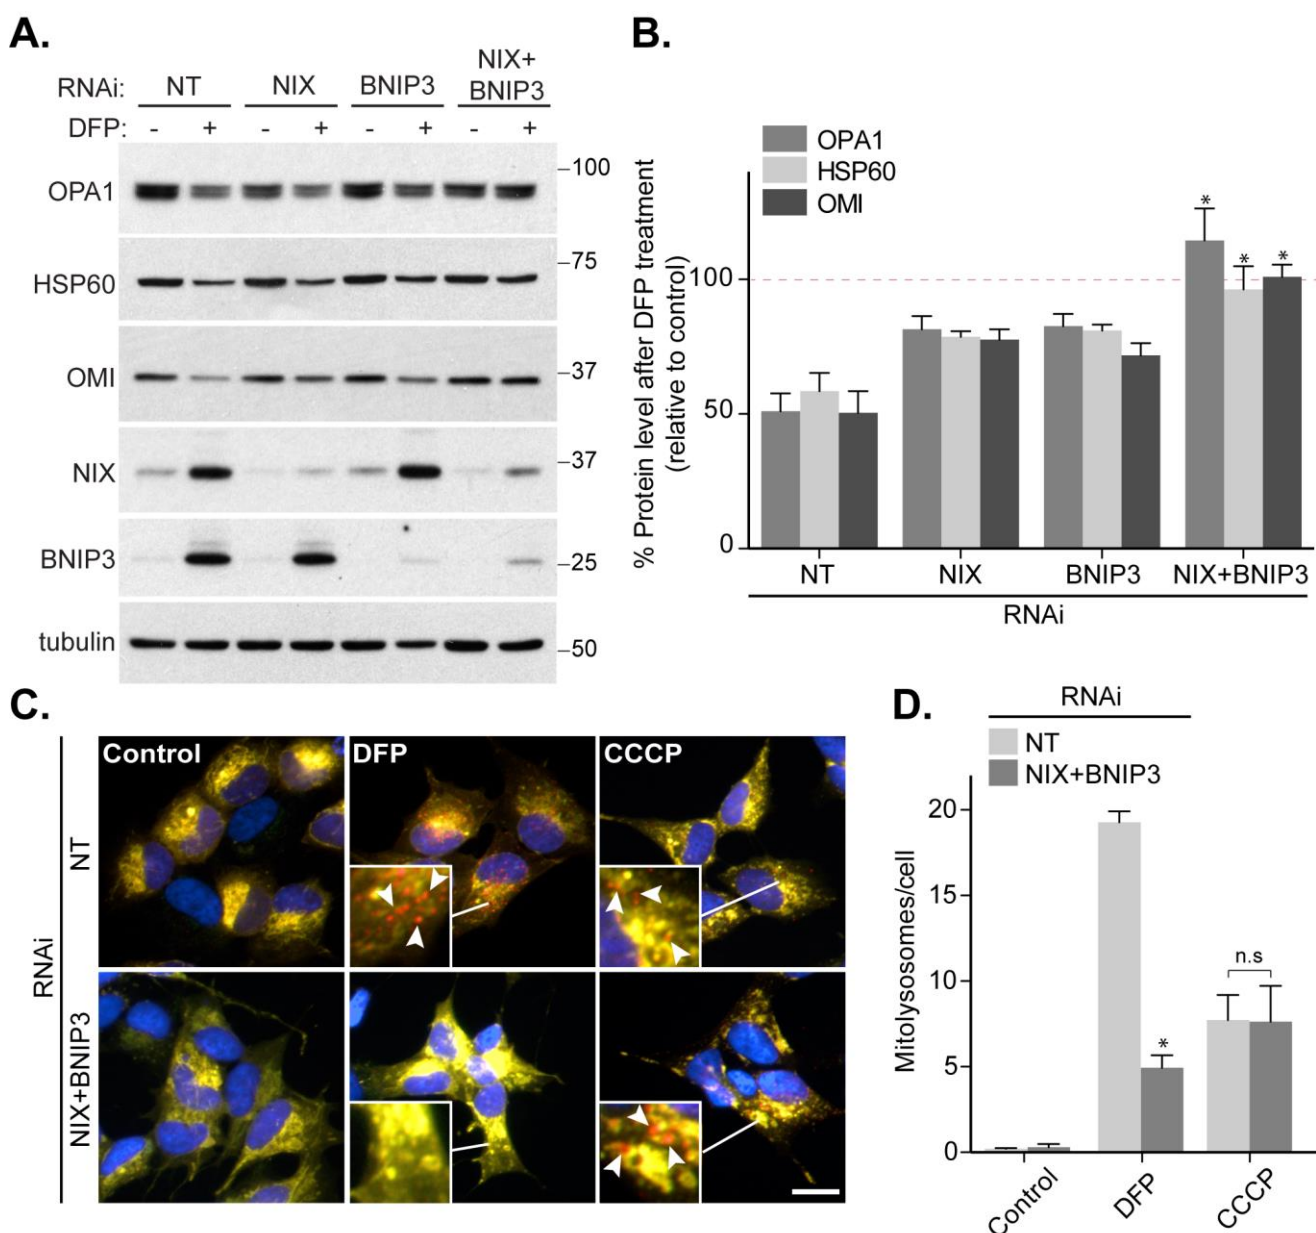 A.
RNAi: NT NIX BNIP3 NIX+
BNIP3
DFP: - + - + - + - +
OPA1 –100
HSP60 –75
OMI –37
NIX –37
BNIP3 –25
tubulin –50
B.
OPA1
HSP60
OMI
% Protein level after DFP treatment
(relative to control)
100
50
0
* * *
NT NIX BNIP3 NIX+BNIP3
RNAi
C.
RNAi
NT
NIX+BNIP3
Control DFP CCCP
D.
RNAi
NT
NIX+BNIP3
Mitolysosomes/cell
20
15
10
5
0
*
n.s
Control DFP CCCP